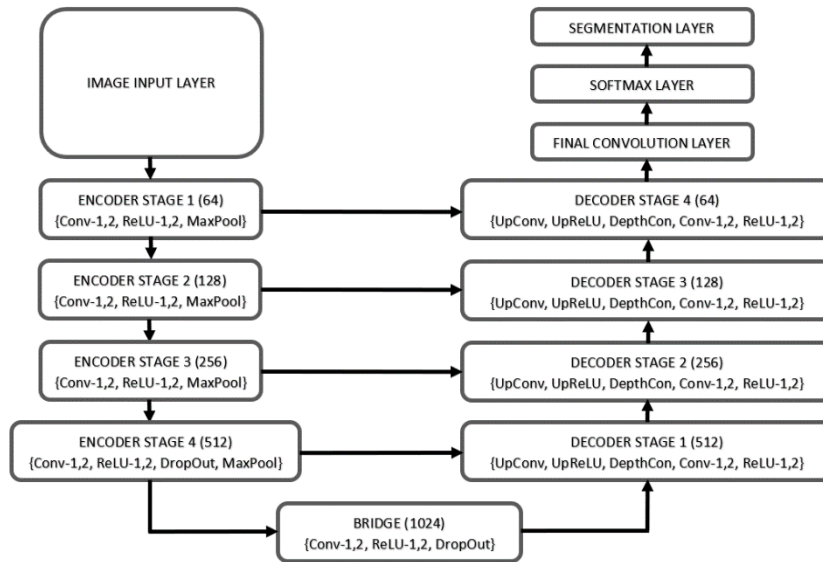 IMAGE INPUT LAYER
ENCODER STAGE 1 (64)
{Conv-1,2, ReLU-1,2, MaxPool}
ENCODER STAGE 2 (128)
{Conv-1,2, ReLU-1,2, MaxPool}
ENCODER STAGE 3 (256)
{Conv-1,2, ReLU-1,2, MaxPool}
ENCODER STAGE 4 (512)
{Conv-1,2, ReLU-1,2, DropOut, MaxPool}
BRIDGE (1024)
{Conv-1,2, ReLU-1,2, DropOut}
SEGMENTATION LAYER
SOFTMAX LAYER
FINAL CONVOLUTION LAYER
DECODER STAGE 4 (64)
{UpConv, UpReLU, DepthCon, Conv-1,2, ReLU-1,2}
DECODER STAGE 3 (128)
{UpConv, UpReLU, DepthCon, Conv-1,2, ReLU-1,2}
DECODER STAGE 2 (256)
{UpConv, UpReLU, DepthCon, Conv-1,2, ReLU-1,2}
DECODER STAGE 1 (512)
{UpConv, UpReLU, DepthCon, Conv-1,2, ReLU-1,2}